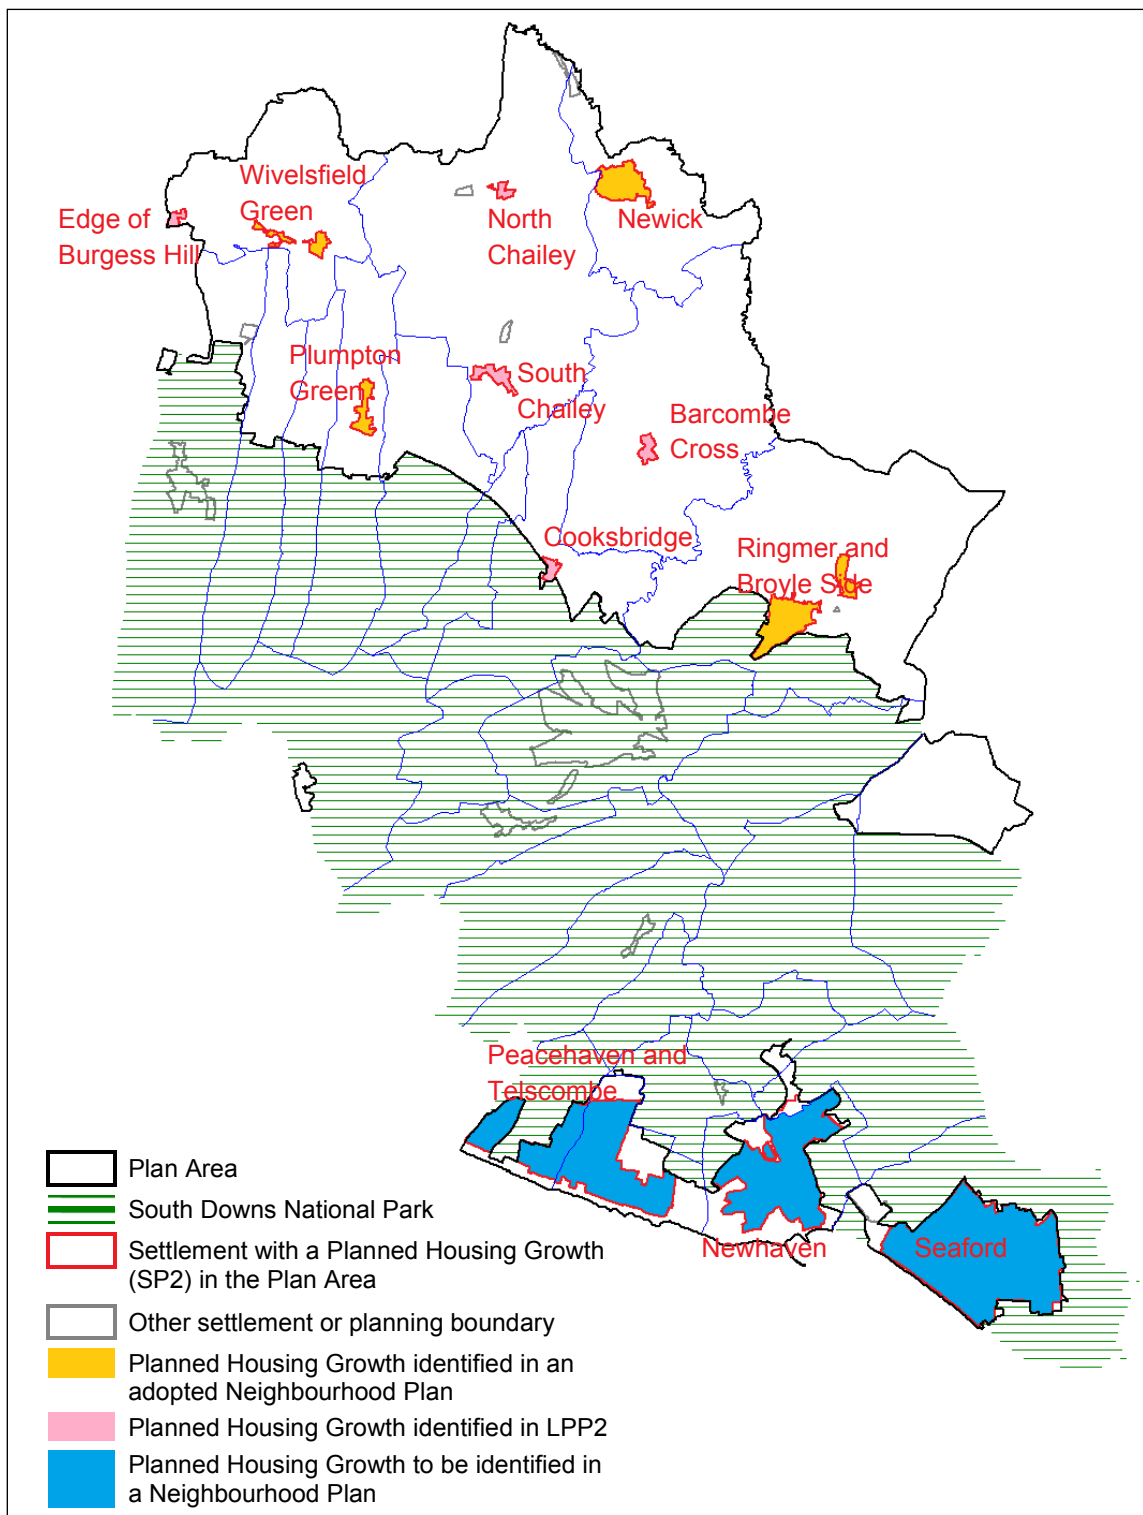 Wivelsfield
Green
Edge of
Burgess Hill
North
Chailey
Newick
Plumpton
Green
South
Chailey
Barcombe
Cross
Cooksbridge
Ringmer and
Broyle Side
Peacehaven and
Telscombe
Newhaven
Seaford
Plan Area
South Downs National Park
Settlement with a Planned Housing Growth
(SP2) in the Plan Area
Other settlement or planning boundary
Planned Housing Growth identified in an
adopted Neighbourhood Plan
Planned Housing Growth identified in LPP2
Planned Housing Growth to be identified in
a Neighbourhood Plan